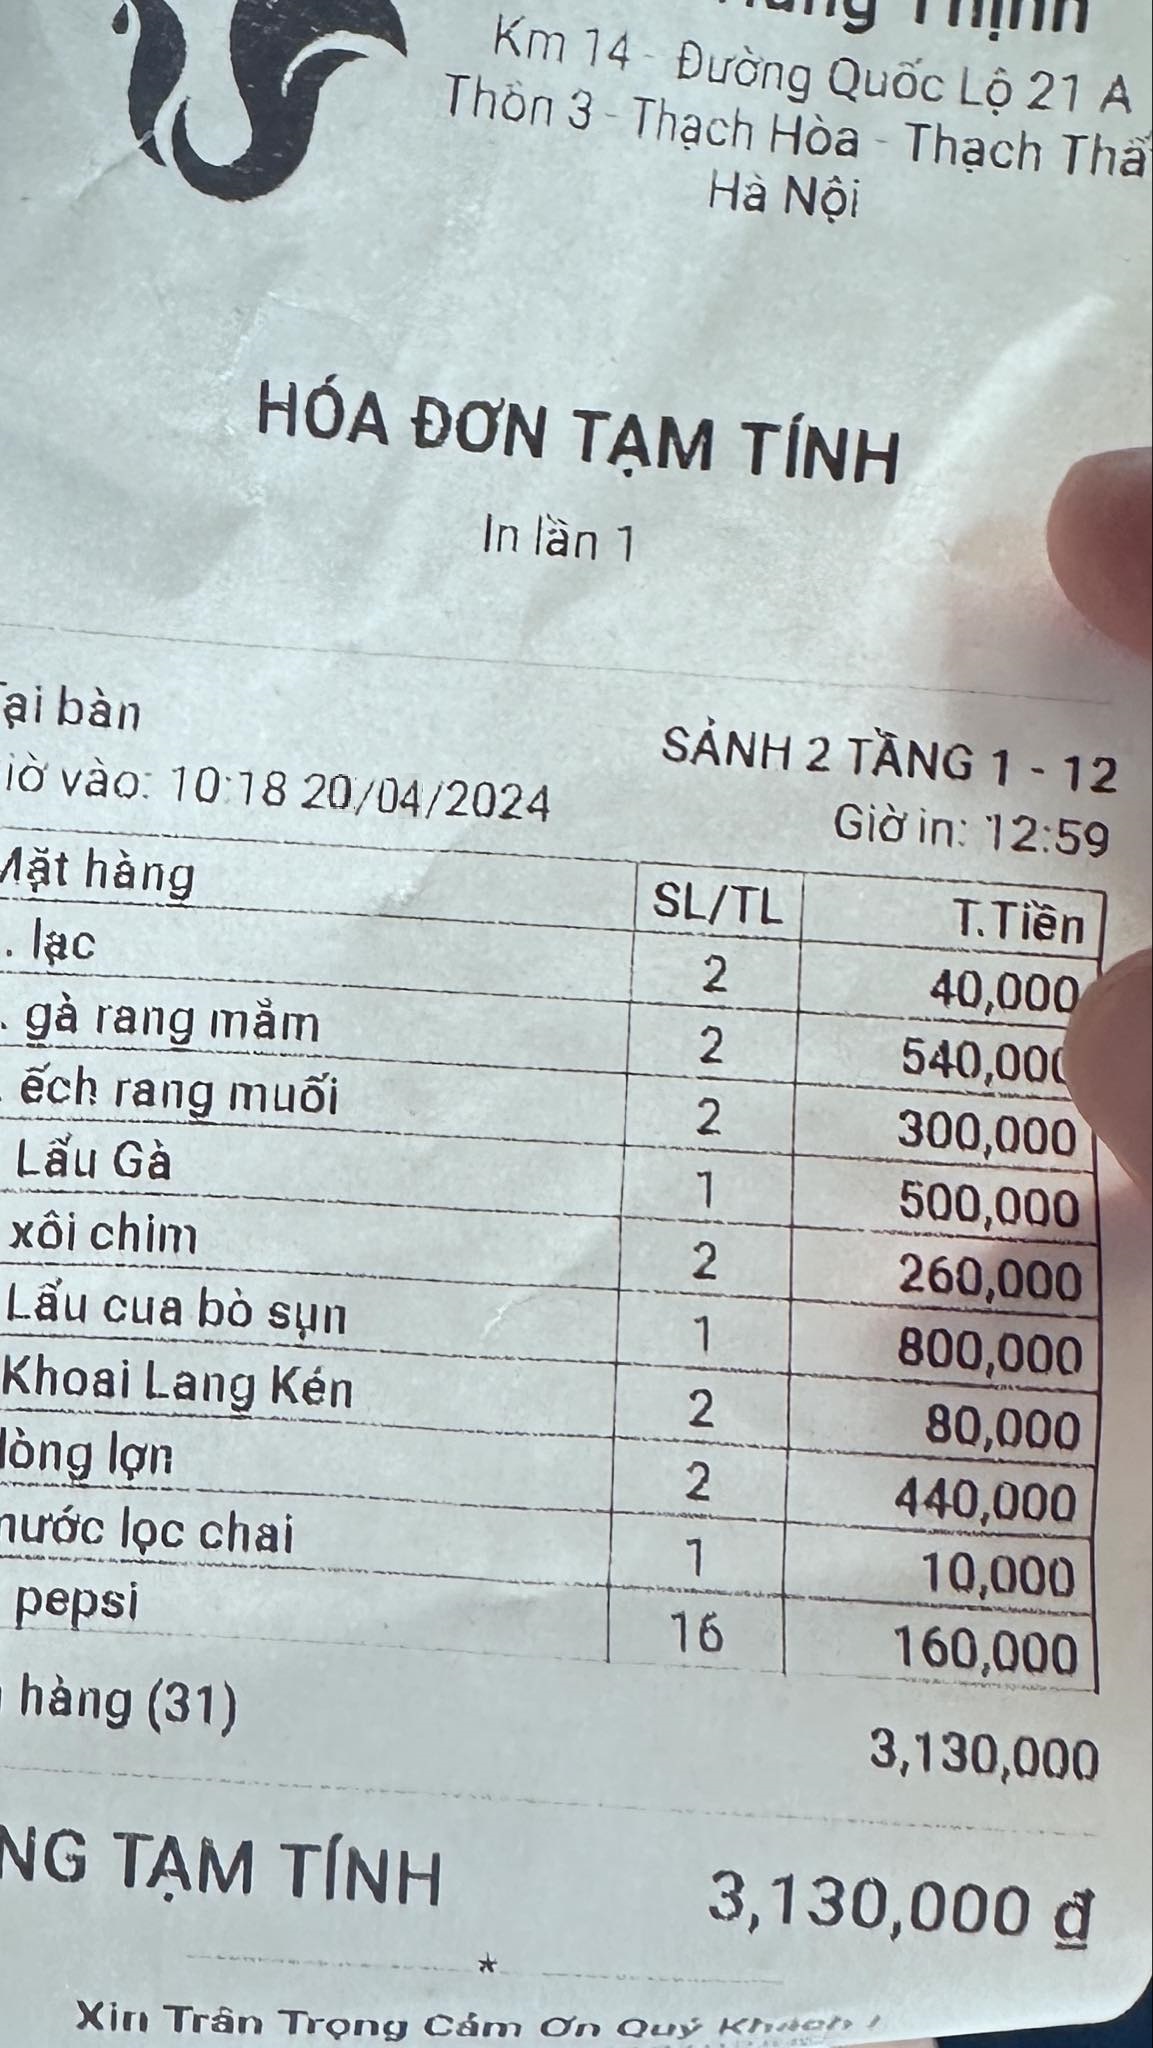 Thịnh
Km 14 - Đường Quốc Lộ 21 A
Thôn 3 - Thạch Hòa - Thạch
Hà Nội
HÓA ĐƠN TẠM TÍNH
In lần 1
Tại bàn
SẢNH 2 TẦNG 1 - 12
iờ vào: 10:18 20/04/2024
Giờ in: 12:59
Mặt hàng SL/TL T.Tiền
. lạc 2 40,000
. gà rang mắm 2 540,000
. ếch rang muối 2 300,000
Lẩu Gà 1 500,000
xôi chim 2 260,000
Lẩu cua bò sụn 1 800,000
Khoai Lang Kén 2 80,000
lòng lợn 2 440,000
nước lọc chai 1 10,000
pepsi 16 160,000
hàng (31) 3,130,000
NG TẠM TÍNH 3,130,000 đ
*
Xin Trân Trọng Cảm Ơn Quý Khách !